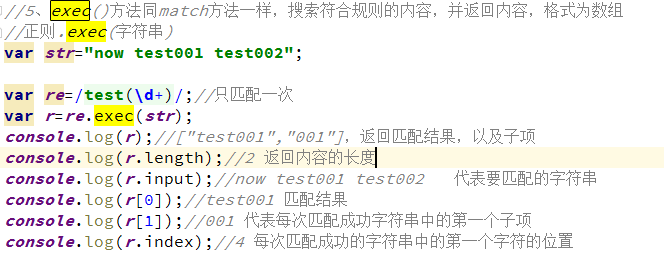 //5、exec()方法同match方法一样，搜索符合规则的内容，并返回内容，格式为数组
//正则.exec(字符串)
var str="now test001 test002";
var re=/test(\d+)/;//只匹配一次
var r=re.exec(str);
console.log(r);//["test001","001"]，返回匹配结果，以及子项
console.log(r.length);//2 返回内容的长度
console.log(r.input);//now test001 test002    代表要匹配的字符串
console.log(r[0]);//test001 匹配结果
console.log(r[1]);//001 代表每次匹配成功字符串中的第一个子项
console.log(r.index);//4 每次匹配成功的字符串中的第一个字符的位置